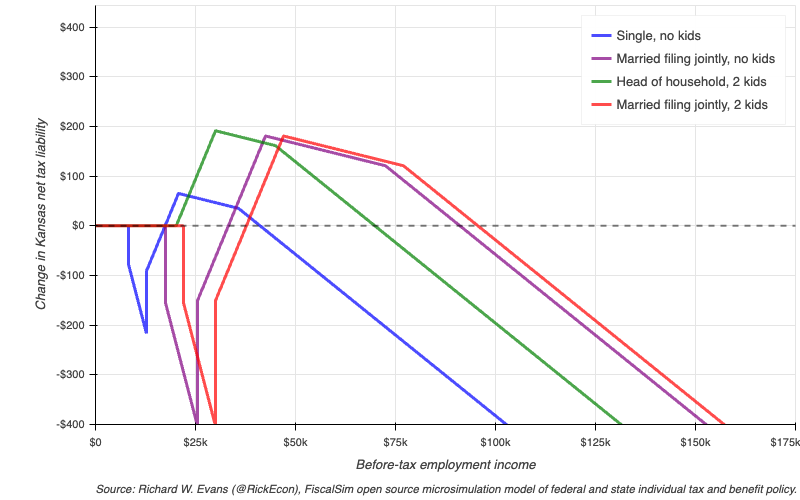 $400
$300
$200
$100
$0
-$100
-$200
-$300
-$400
Change in Kansas net tax liability
Single, no kids
Married filing jointly, no kids
Head of household, 2 kids
Married filing jointly, 2 kids
$0 $25k $50k $75k $100k $125k $150k $175k
Before-tax employment income
Source: Richard W. Evans (@RickEcon), FiscalSim open source microsimulation model of federal and state individual tax and benefit policy.